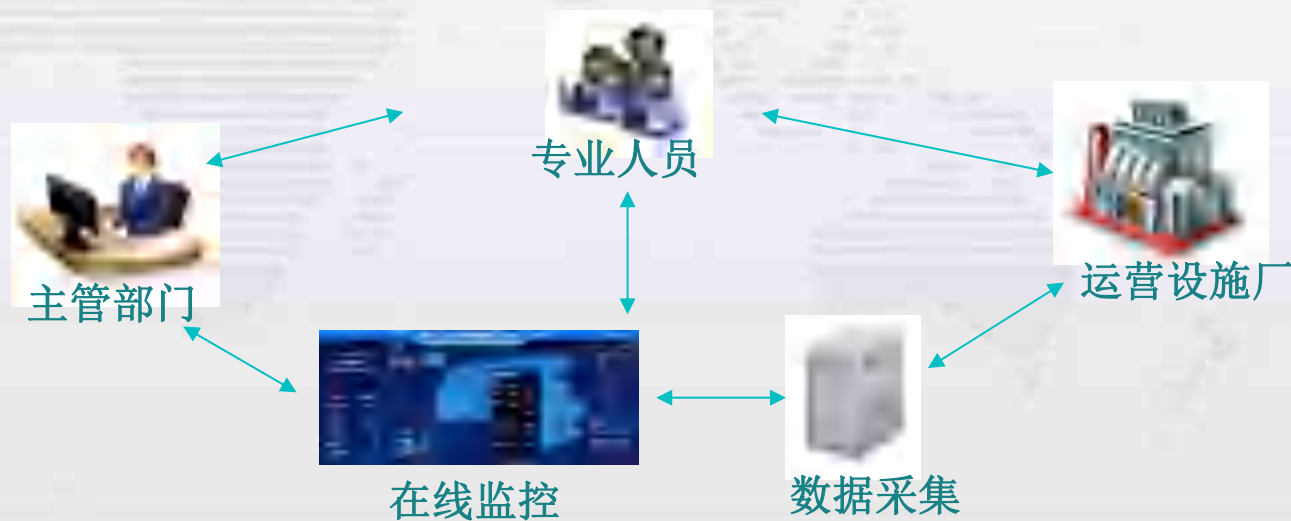 专业人员
运营设施厂
主管部门
数据采集
在线监控